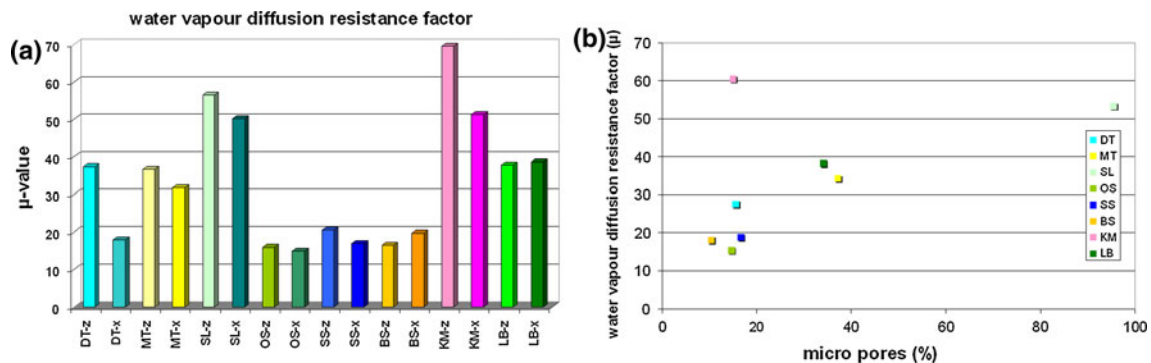 water vapour diffusion resistance factor
(a)
μ-value
70
60
50
40
30
20
10
0
DT-z
DT-x
MT-z
MT-x
SL-z
SL-x
OS-z
OS-x
SS-z
SS-x
BS-z
BS-x
KM-z
KM-x
LB-z
LB-x
(b)
water vapour diffusion resistance factor (μ)
70
60
50
40
30
20
10
0
0 20 40 60 80 100
micro pores (%)
DT
MT
SL
OS
SS
BS
KM
LB